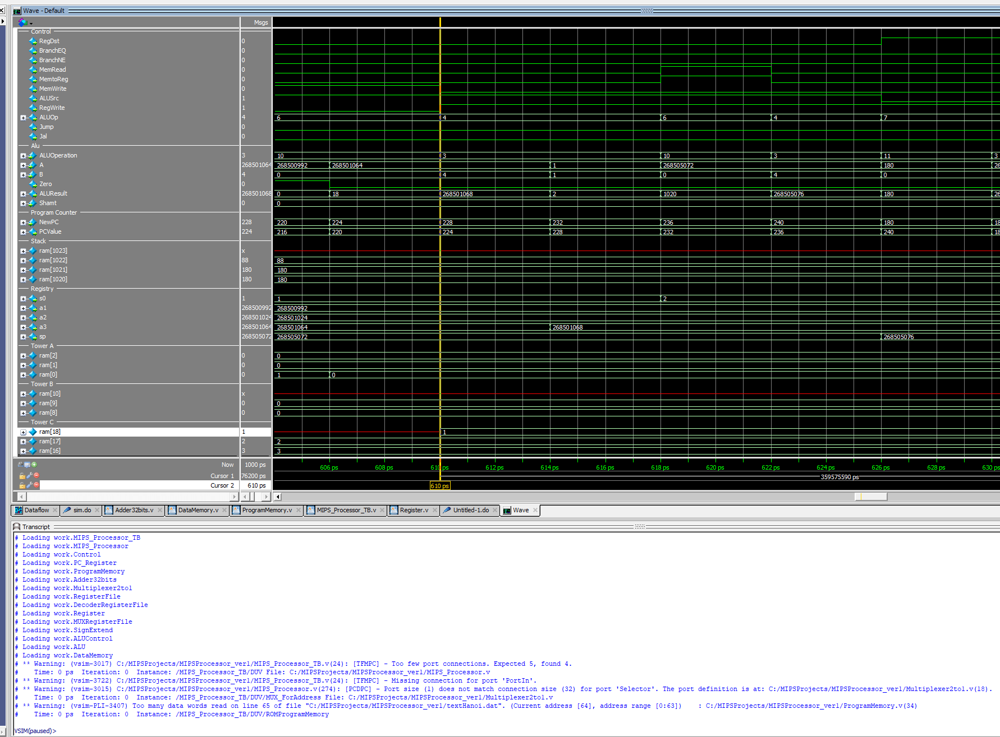 Wave - Default
Msgs
Control
RegDst 0
BranchEQ 0
BranchNE 0
MemRead 0
MemtoReg 0
MemWrite 0
ALUSrc 1
RegWrite 1
ALUOp 4 6 4 6 4 7
Jump 0
Jal 0
Alu
ALUOperation 3 10 3 10 3 11 3
A 268501064 268500992 268501064 1 268505072 180 26
B 4 0 4 1 0 4 0
Zero 0
ALUResult 268501068 0 18 268501068 2 1020 268505076 180 26
Shamt 0 0
Program Counter
NewPC 228 220 224 228 232 236 240 180 18
PCValue 224 216 220 224 228 232 236 240 18
Stack
ram[1023] x
ram[1022] 88 88
ram[1021] 180 180
ram[1020] 180 180
Registry
s0 1 1 2
a1 268500992 268500992
a2 268501024 268501024
a3 268501064 268501064 268501068
sp 268505072 268505072 268505076
Tower A
ram[2] 0 0
ram[1] 0 0
ram[0] 0 1 0
Tower B
ram[10] x
ram[9] 0 0
ram[8] 0 0
Tower C
ram[18] 1 1
ram[17] 2 2
ram[16] 3 3
Now 1000 ps 606 ps 608 ps 610 ps 612 ps 614 ps 616 ps 618 ps 620 ps 622 ps 624 ps 626 ps 628 ps 630 ps
Cursor 1 76200 ps 359575590 ps
Cursor 2 610 ps 610 ps
Dataflow sim.do Adder32bits.v DataMemory.v ProgramMemory.v MIPS_Processor_TB.v Register.v Untitled-1.do Wave
Transcript
# Loading work.MIPS_Processor_TB
# Loading work.MIPS_Processor
# Loading work.Control
# Loading work.PC_Register
# Loading work.ProgramMemory
# Loading work.Adder32bits
# Loading work.Multiplexer2to1
# Loading work.RegisterFile
# Loading work.DecoderRegisterFile
# Loading work.Register
# Loading work.MUXRegisterFile
# Loading work.SignExtend
# Loading work.ALUControl
# Loading work.ALU
# Loading work.DataMemory
# ** Warning: (vsim-3017) C:/MIPSProjects/MIPSProcessor_ver1/MIPS_Processor_TB.v(24): [TFMPC] - Too few port connections. Expected 5, found 4.
#    Time: 0 ps  Iteration: 0  Instance: /MIPS_Processor_TB/DUV File: C:/MIPSProjects/MIPSProcessor_ver1/MIPS_Processor.v
# ** Warning: (vsim-3722) C:/MIPSProjects/MIPSProcessor_ver1/MIPS_Processor_TB.v(24): [TFMPC] - Missing connection for port 'PortIn'.
# ** Warning: (vsim-3015) C:/MIPSProjects/MIPSProcessor_ver1/MIPS_Processor.v(274): [PCDPC] - Port size (1) does not match connection size (32) for port 'Selector'. The port definition is at: C:/MIPSProjects/MIPSProcessor_ver1/Multiplexer2to1.v(18).
#    Time: 0 ps  Iteration: 0  Instance: /MIPS_Processor_TB/DUV/MUX_ForAddress File: C:/MIPSProjects/MIPSProcessor_ver1/Multiplexer2to1.v
# ** Warning: (vsim-PLI-3407) Too many data words read on line 65 of file "C:/MIPSProjects/MIPSProcessor_ver1/textHanoi.dat". (Current address [64], address range [0:63])    : C:/MIPSProjects/MIPSProcessor_ver1/ProgramMemory.v(34)
#    Time: 0 ps  Iteration: 0  Instance: /MIPS_Processor_TB/DUV/ROMProgramMemory
VSIM(paused)>